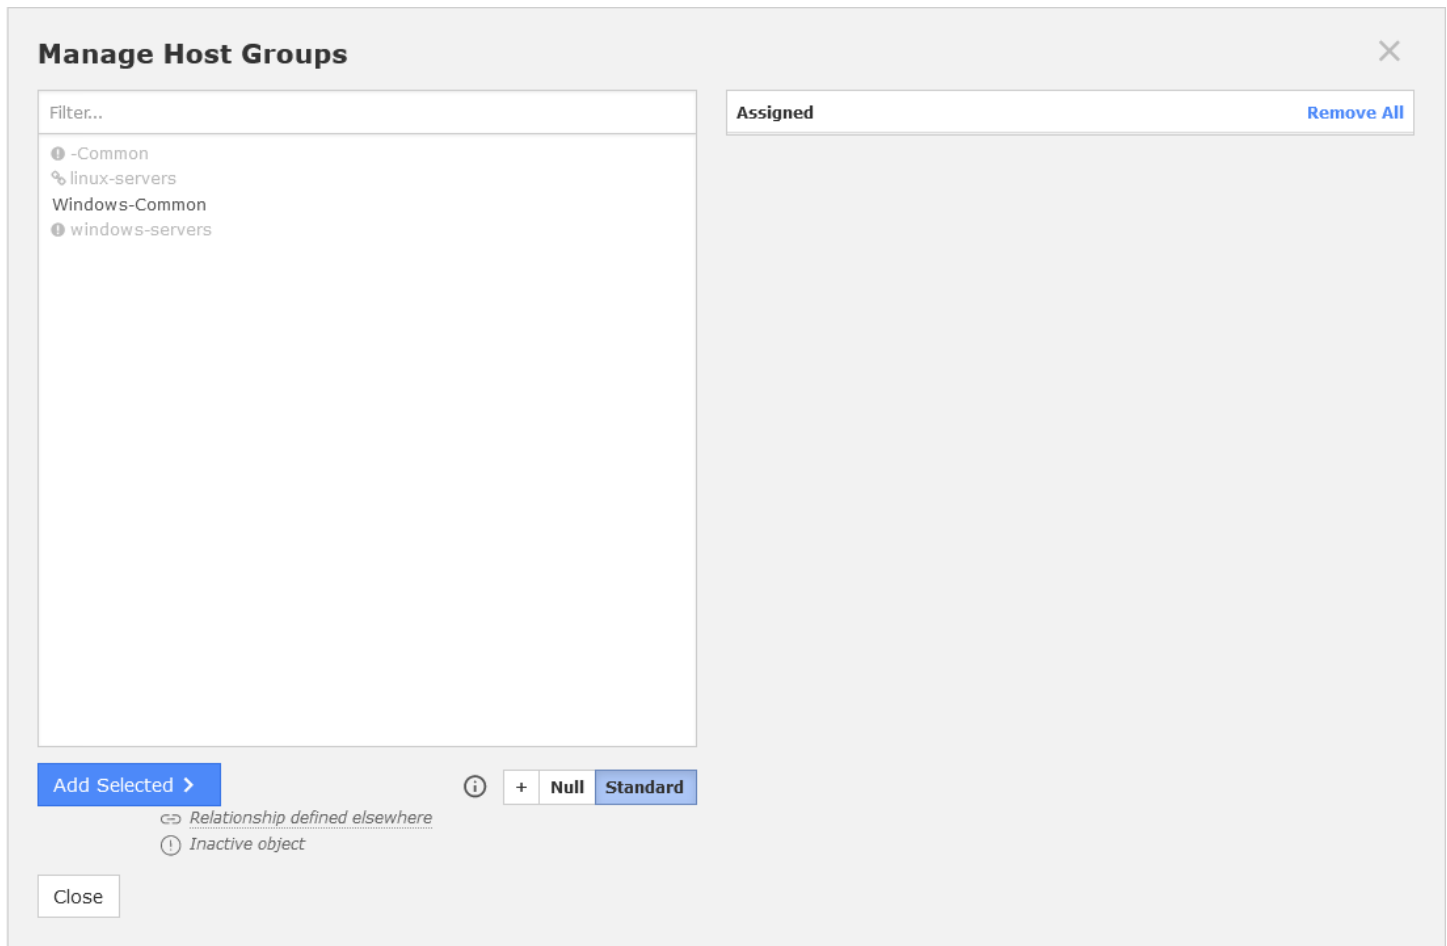 Manage Host Groups
Filter...
-Common
linux-servers
Windows-Common
windows-servers
Add Selected
+ Null Standard
Relationship defined elsewhere
Inactive object
Close
Assigned Remove All